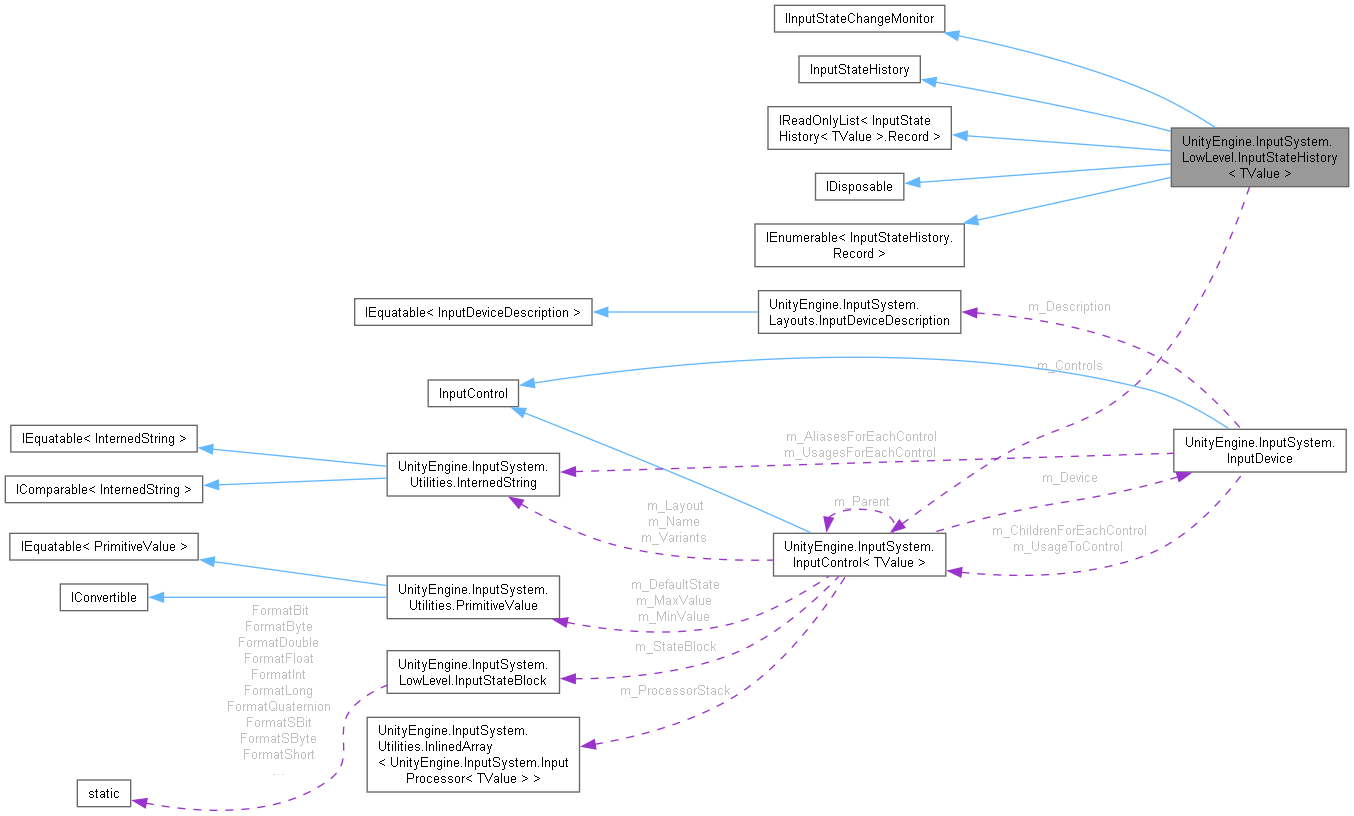 IInputStateChangeMonitor
InputStateHistory
IReadOnlyList< InputState
History< TValue >.Record >
UnityEngine.InputSystem.
LowLevel.InputStateHistory
< TValue >
IDisposable
IEnumerable< InputStateHistory.
Record >
IEquatable< InputDeviceDescription >
UnityEngine.InputSystem.
Layouts.InputDeviceDescription
m_Description
m_Controls
InputControl
IEquatable< InternedString >
IComparable< InternedString >
UnityEngine.InputSystem.
Utilities.InternedString
m_AliasesForEachControl
m_UsagesForEachControl
UnityEngine.InputSystem.
InputDevice
m_Device
m_Parent
m_Layout
m_Name
m_Variants
m_ChildrenForEachControl
m_UsageToControl
UnityEngine.InputSystem.
InputControl< TValue >
IEquatable< PrimitiveValue >
IConvertible
UnityEngine.InputSystem.
Utilities.PrimitiveValue
m_DefaultState
m_MaxValue
m_MinValue
FormatBit
FormatByte
FormatDouble
FormatFloat
FormatInt
FormatLong
FormatQuaternion
FormatSBit
FormatSByte
FormatShort
...
UnityEngine.InputSystem.
LowLevel.InputStateBlock
m_StateBlock
m_ProcessorStack
UnityEngine.InputSystem.
Utilities.InlinedArray
< UnityEngine.InputSystem.Input
Processor< TValue > >
static